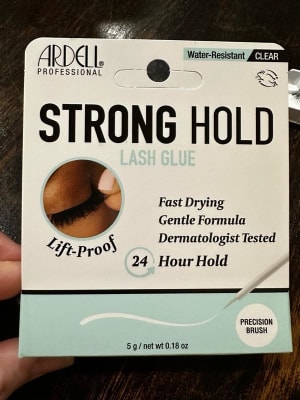 ARDELL®
PROFESSIONAL
Water-Resistant CLEAR
STRONG HOLD
LASH GLUE
Lift-Proof
Fast Drying
Gentle Formula
Dermatologist Tested
24 Hour Hold
PRECISION
BRUSH
5 g / net wt 0.18 oz